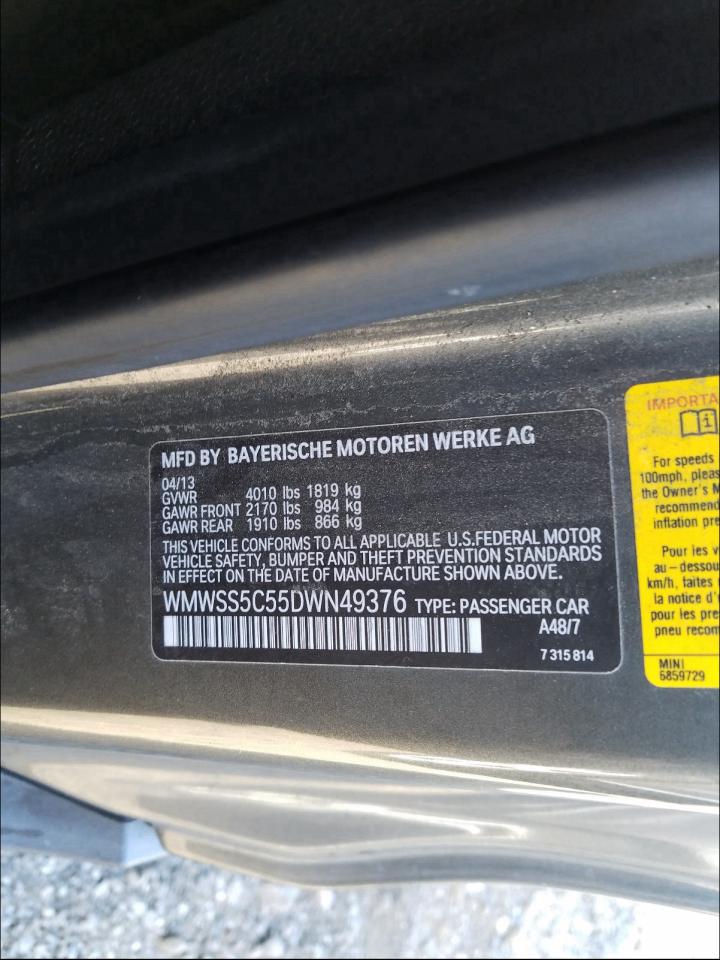 MFD BY BAYERISCHE MOTOREN WERKE AG
04/13
GVWR 4010 lbs 1819 kg
GAWR FRONT 2170 lbs 984 kg
GAWR REAR 1910 lbs 866 kg
THIS VEHICLE CONFORMS TO ALL APPLICABLE U.S.FEDERAL MOTOR
VEHICLE SAFETY, BUMPER AND THEFT PREVENTION STANDARDS
IN EFFECT ON THE DATE OF MANUFACTURE SHOWN ABOVE.
WMWSS5C55DWN49376 TYPE: PASSENGER CAR
A48/7
7 315 814
IMPORTA
i
For speeds
100mph, pleas
the Owner's M
recommend
inflation pre
Pour les v
au-dessou
km/h, faites
la notice d'
pour les pre
pneu recom
MINI
6859729